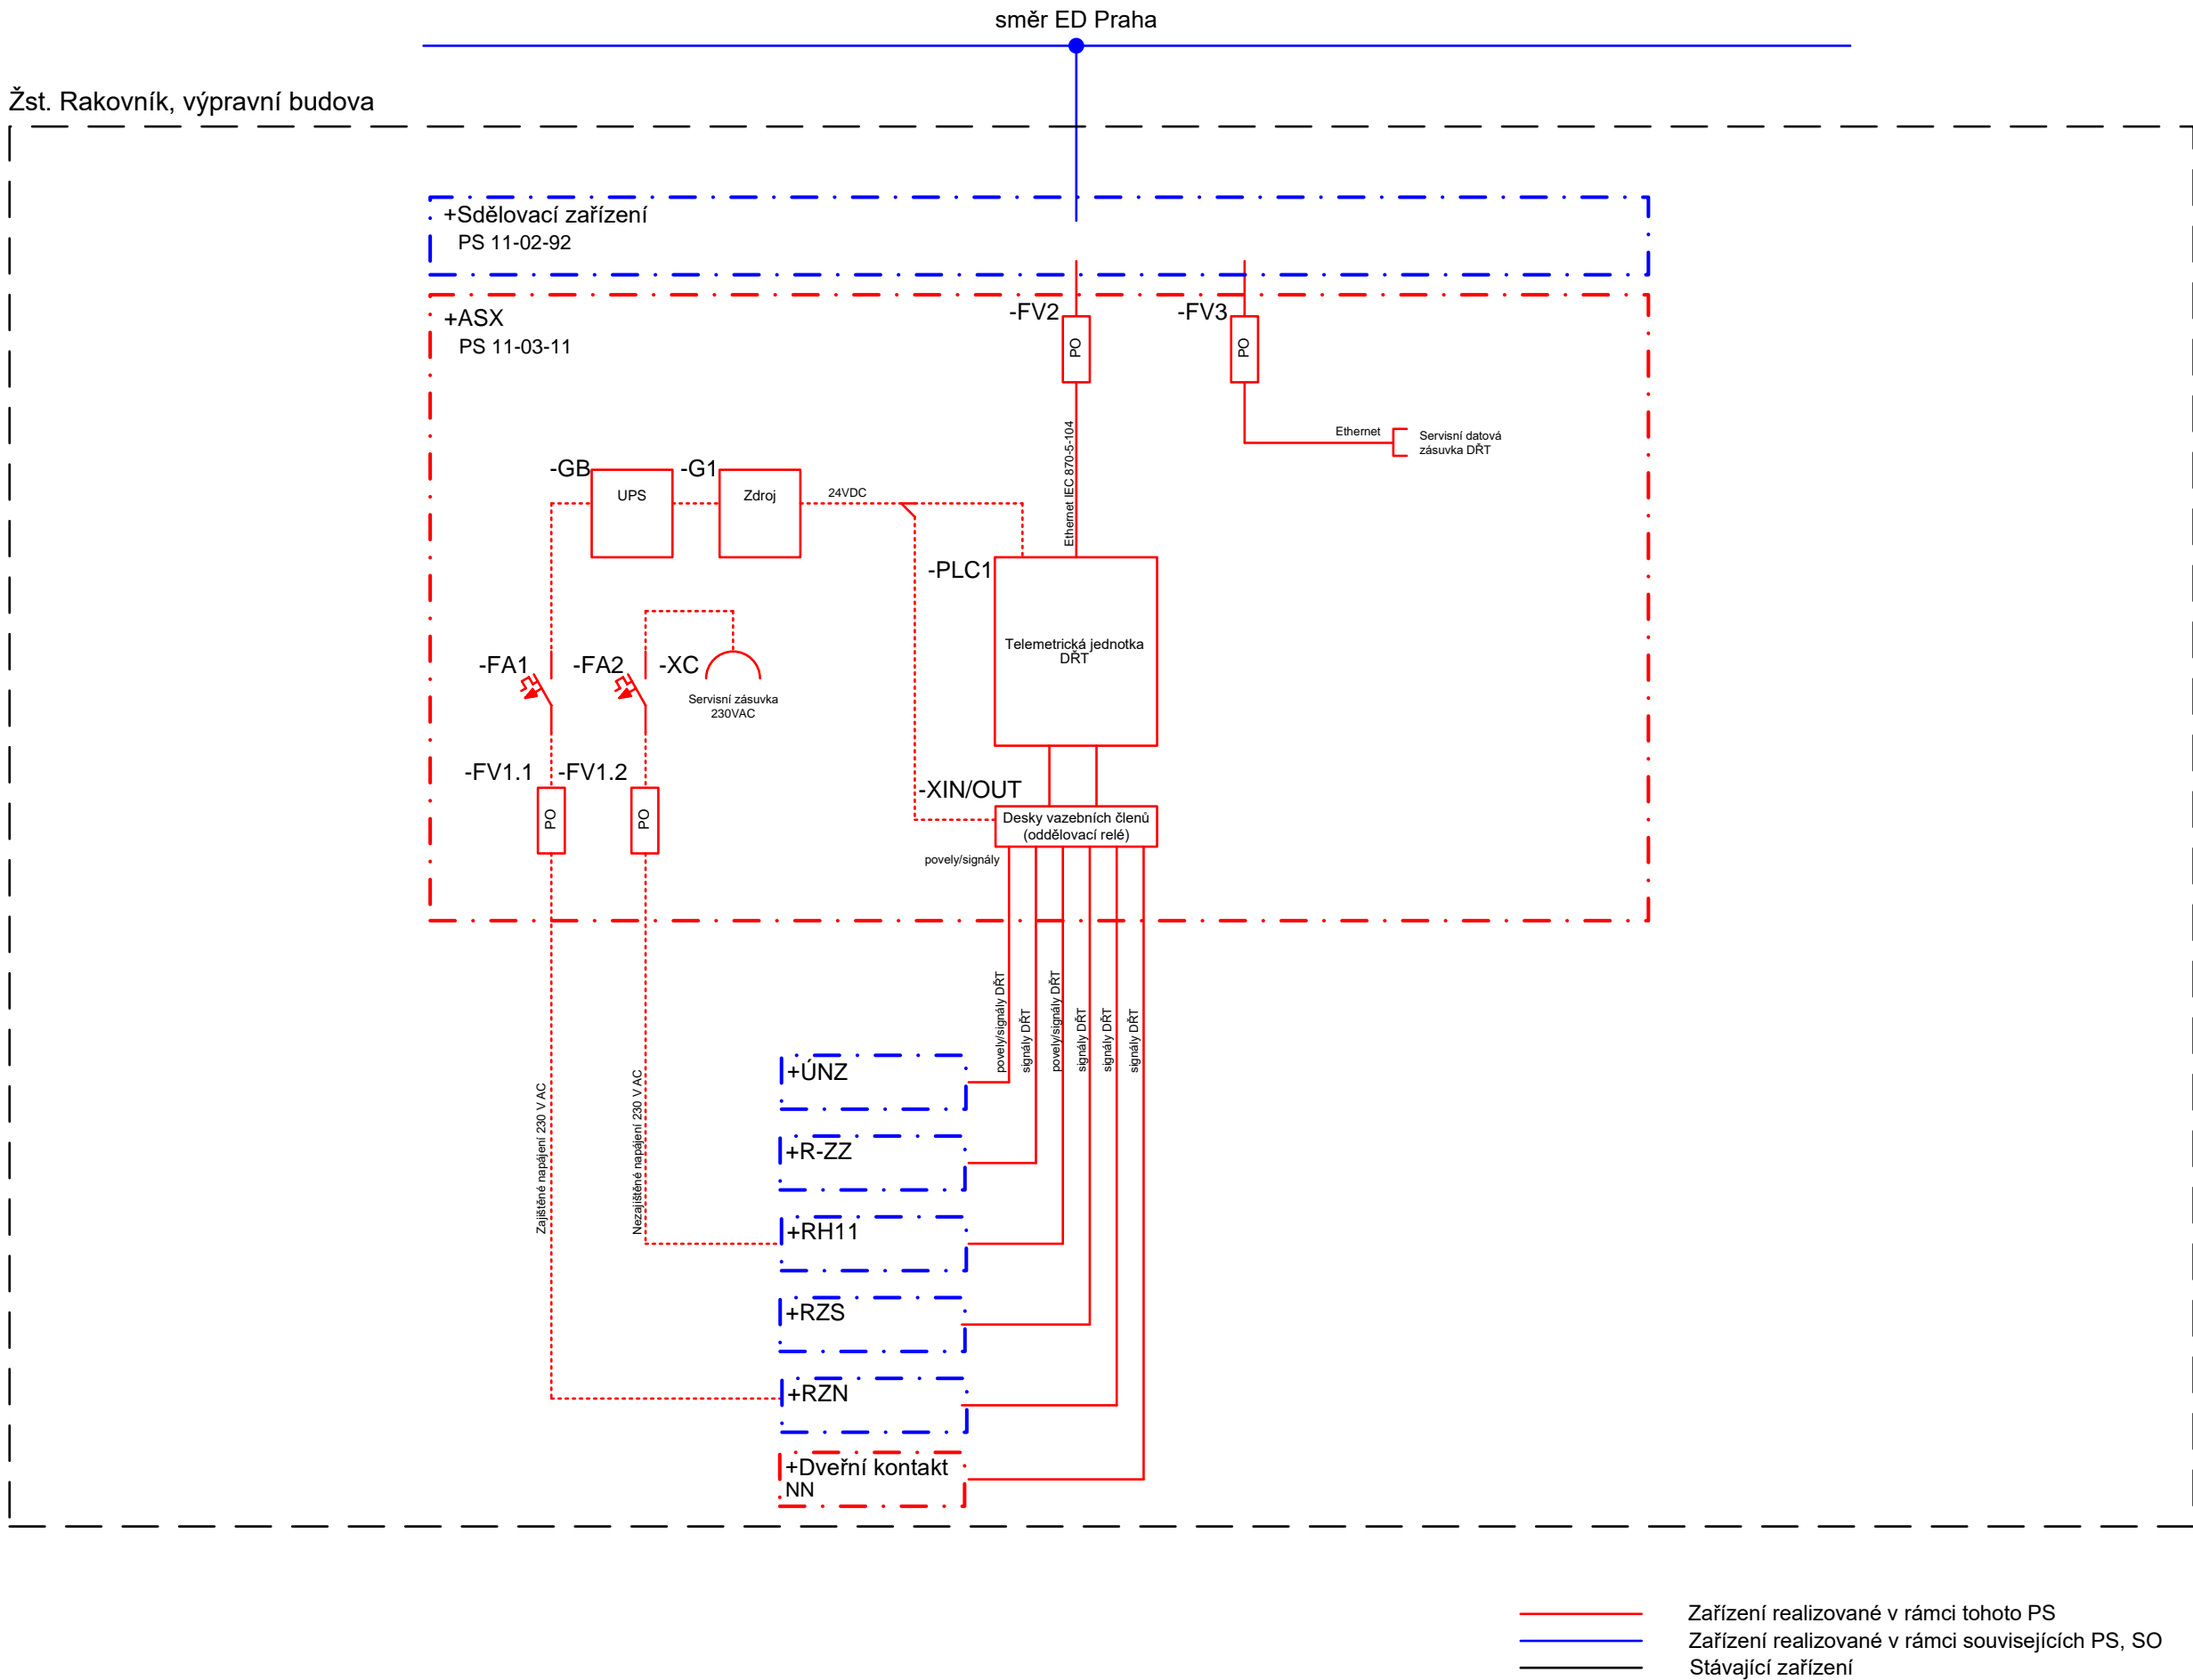 směr ED Praha
Žst. Rakovník, výpravní budova
+Sdělovací zařízení
PS 11-02-92
+ASX
PS 11-03-11
-FV2
PO
-FV3
PO
Ethernet IEC 870-5-104
Ethernet
Servisní datová
zásuvka DŘT
-GB
UPS
-G1
Zdroj
24VDC
-PLC1
Telemetrická jednotka
DŘT
-FA1
-FA2
-XC
Servisní zásuvka
230VAC
-FV1.1
PO
-FV1.2
PO
-XIN/OUT
Desky vazebních členů
(oddělovací relé)
povely/signály
povely/signály DŘT
signály DŘT
povely/signály DŘT
signály DŘT
signály DŘT
signály DŘT
Zajištěné napájení 230 V AC
Nezajištěné napájení 230 V AC
+ÚNZ
+R-ZZ
+RH11
+RZS
+RZN
+Dveřní kontakt
NN
Zařízení realizované v rámci tohoto PS
Zařízení realizované v rámci souvisejících PS, SO
Stávající zařízení